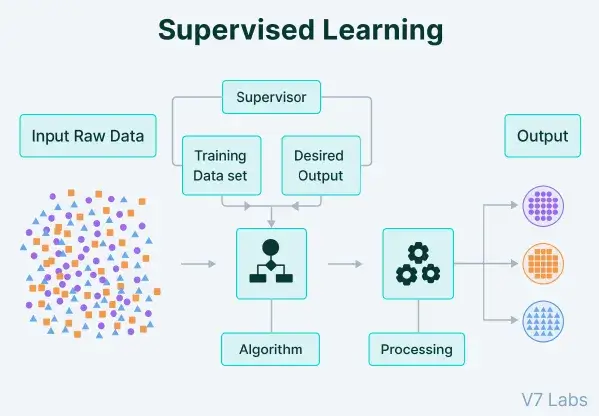 Supervised Learning
Supervisor
Input Raw Data
Training
Data set
Desired
Output
Output
Algorithm
Processing
V7 Labs